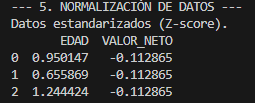 --- 5. NORMALIZACIÓN DE DATOS ---
Datos estandarizados (Z-score).
       EDAD  VALOR_NETO
0  0.950147   -0.112865
1  0.655869   -0.112865
2  1.244424   -0.112865